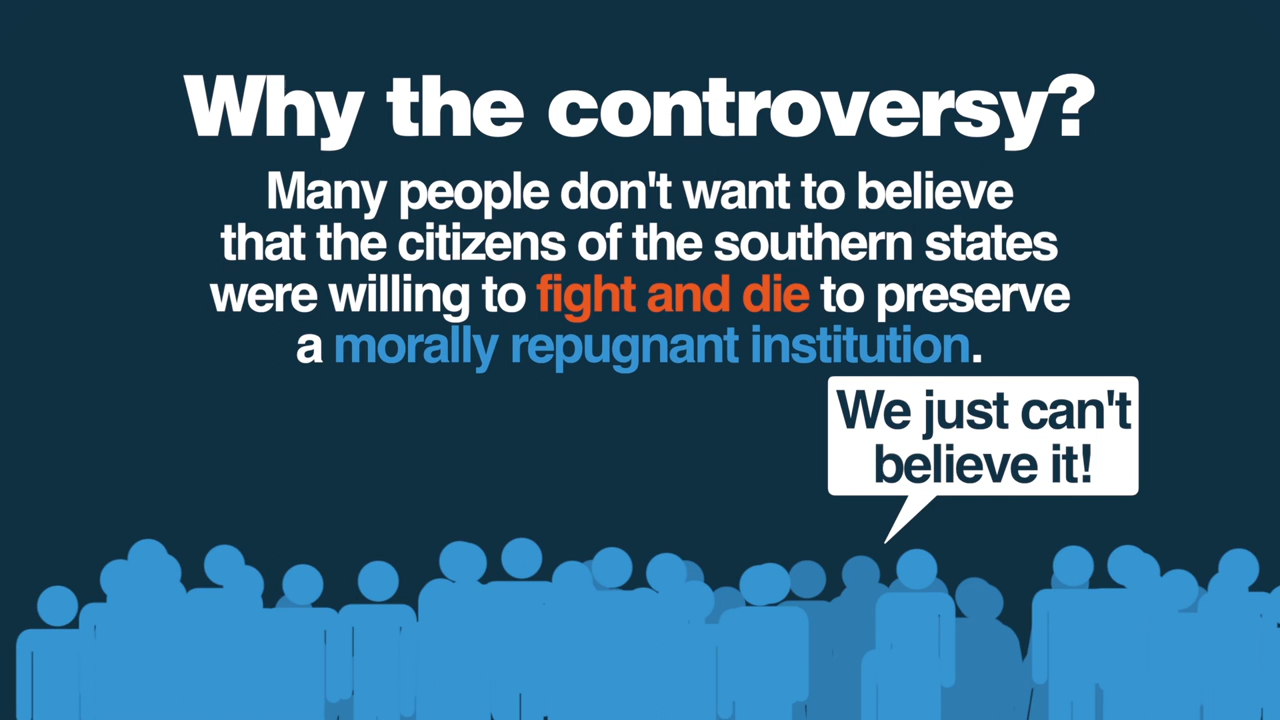 Why the controversy?
Many people don't want to believe
that the citizens of the southern states
were willing to fight and die to preserve
a morally repugnant institution.
We just can't
believe it!